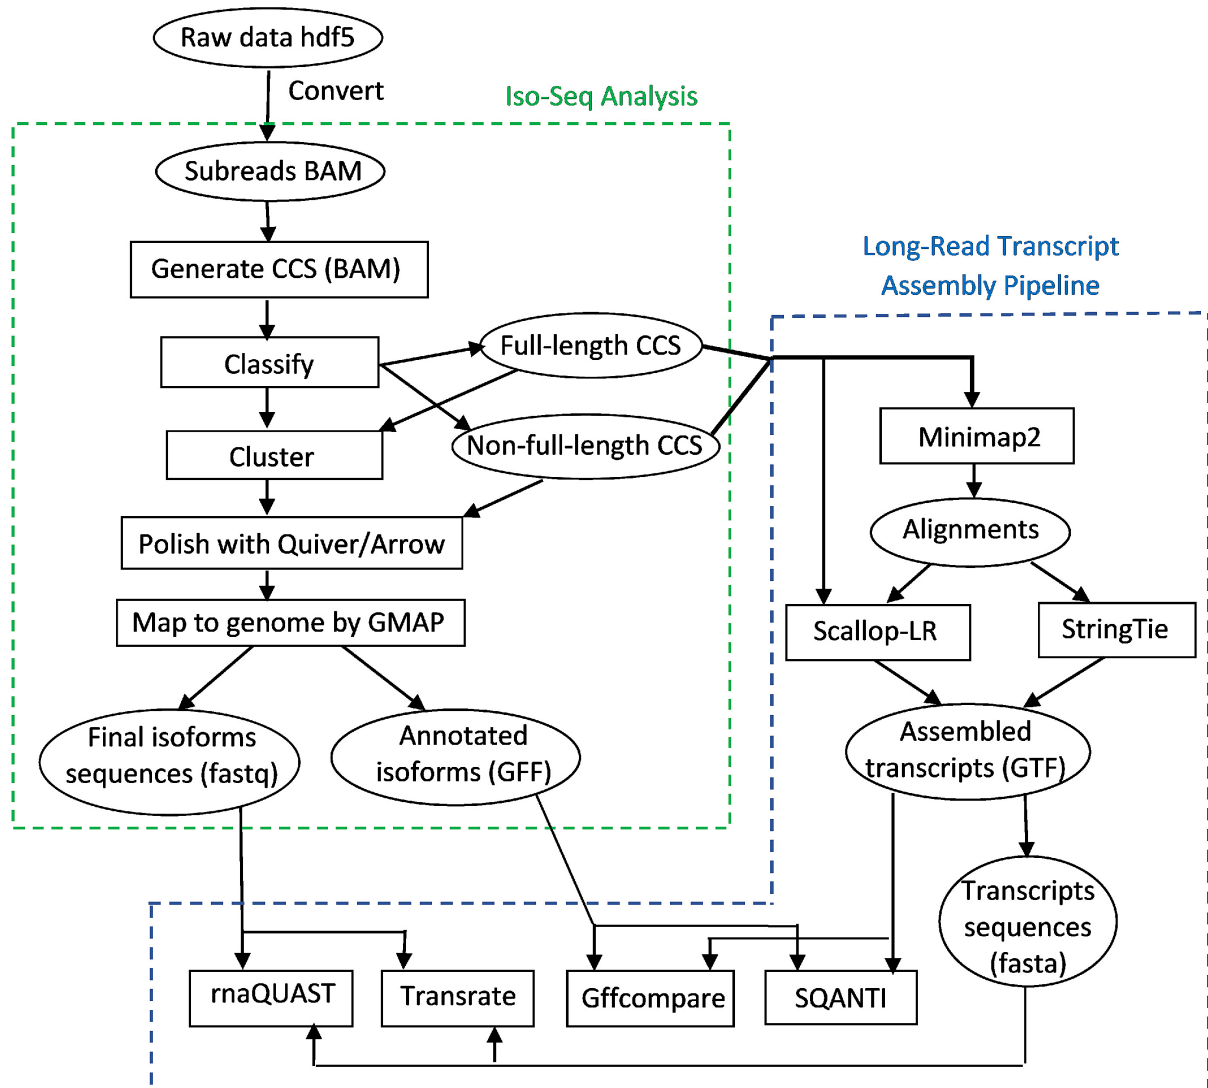 Raw data hdf5
Convert
Iso-Seq Analysis
Subreads BAM
Generate CCS (BAM)
Long-Read Transcript
Assembly Pipeline
Classify
Full-length CCS
Cluster
Non-full-length CCS
Minimap2
Polish with Quiver/Arrow
Alignments
Map to genome by GMAP
Scallop-LR
StringTie
Final isoforms
sequences (fastq)
Annotated
isoforms (GFF)
Assembled
transcripts (GTF)
Transcripts
sequences
(fasta)
rnaQUAST
Transrate
Gffcompare
SQANTI